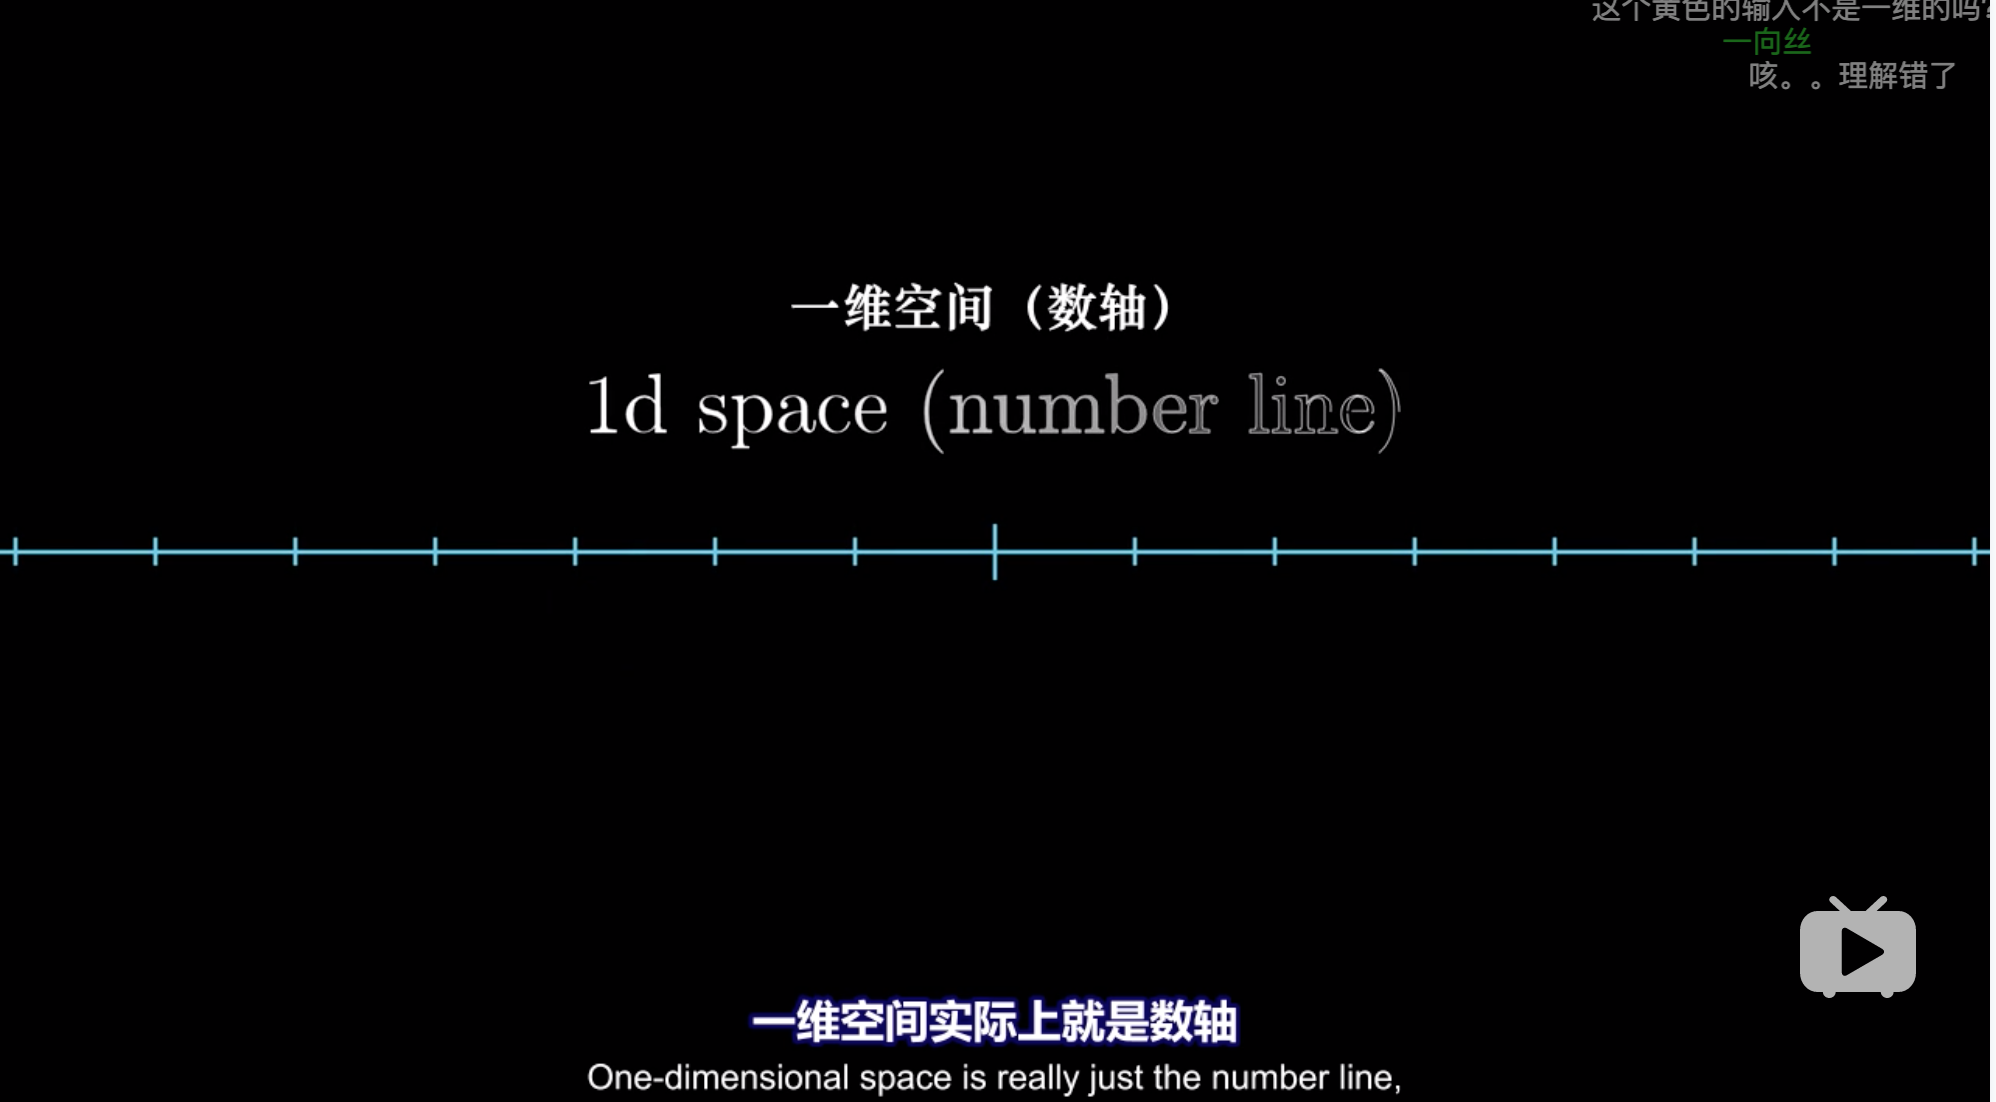 这个黄色的输入不是一维的吗?
一向丝
咳。。理解错了
一维空间（数轴）
1d space (number line)
一维空间实际上就是数轴
One-dimensional space is really just the number line,